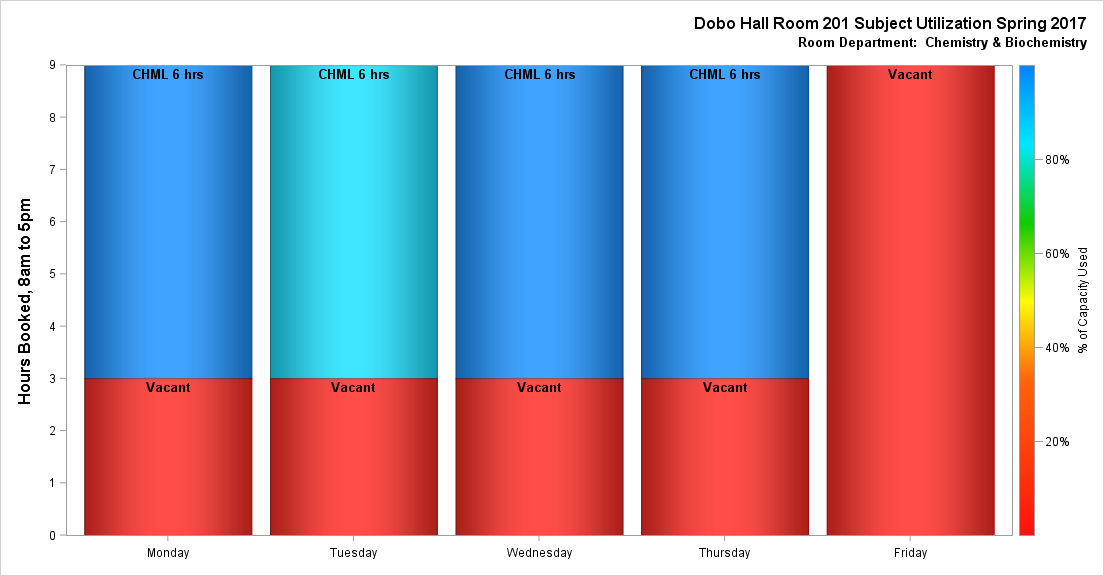 Dobo Hall Room 201 Subject Utilization Spring 2017
Room Department:  Chemistry & Biochemistry
Hours Booked, 8am to 5pm
9
8
7
6
5
4
3
2
1
0
CHML 6 hrs
CHML 6 hrs
CHML 6 hrs
CHML 6 hrs
Vacant
Vacant
Vacant
Vacant
Vacant
Monday
Tuesday
Wednesday
Thursday
Friday
80%
60%
40%
20%
% of Capacity Used